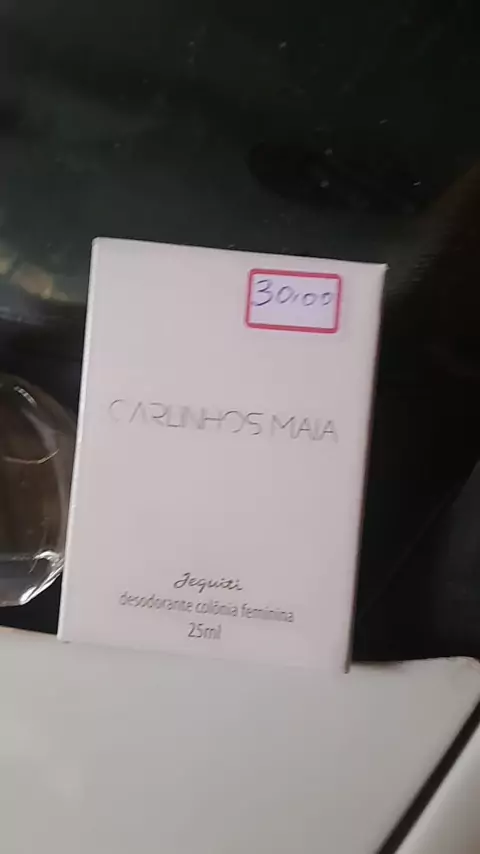 30,00
CARLINHOS MAIA
Jequiti
desodorante colônia feminina
25ml